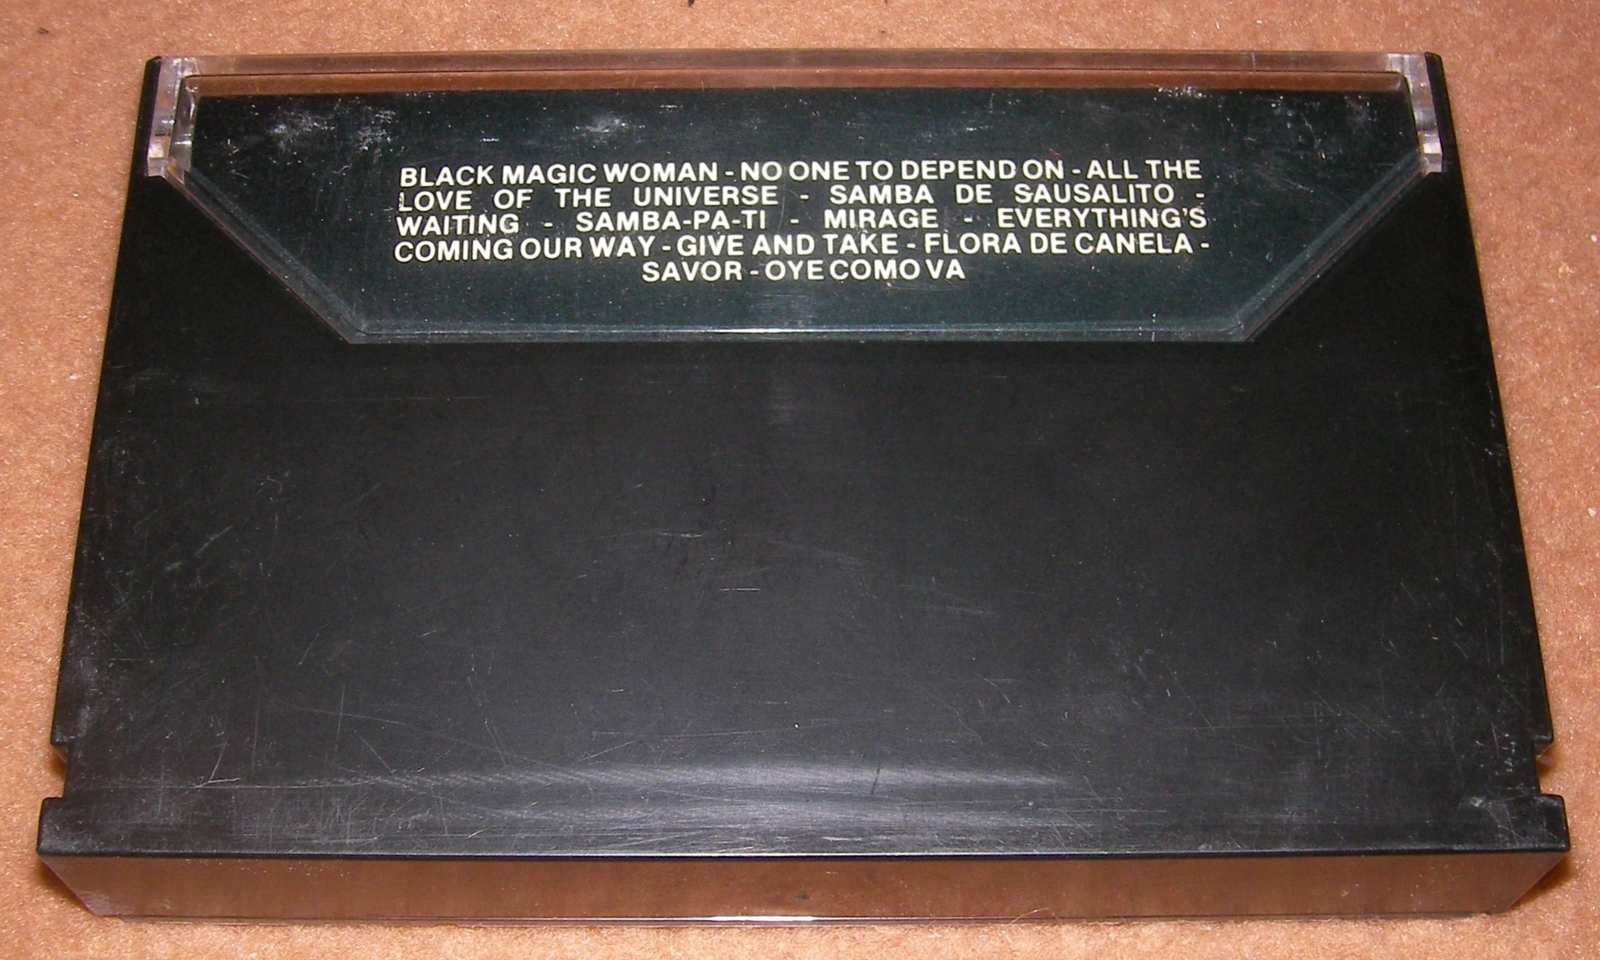 BLACK MAGIC WOMAN - NO ONE TO DEPEND ON - ALL THE
LOVE OF THE UNIVERSE - SAMBA DE SAUSALITO -
WAITING - SAMBA-PA-TI - MIRAGE - EVERYTHING'S
COMING OUR WAY - GIVE AND TAKE - FLORA DE CANELA -
SAVOR - OYE COMO VA